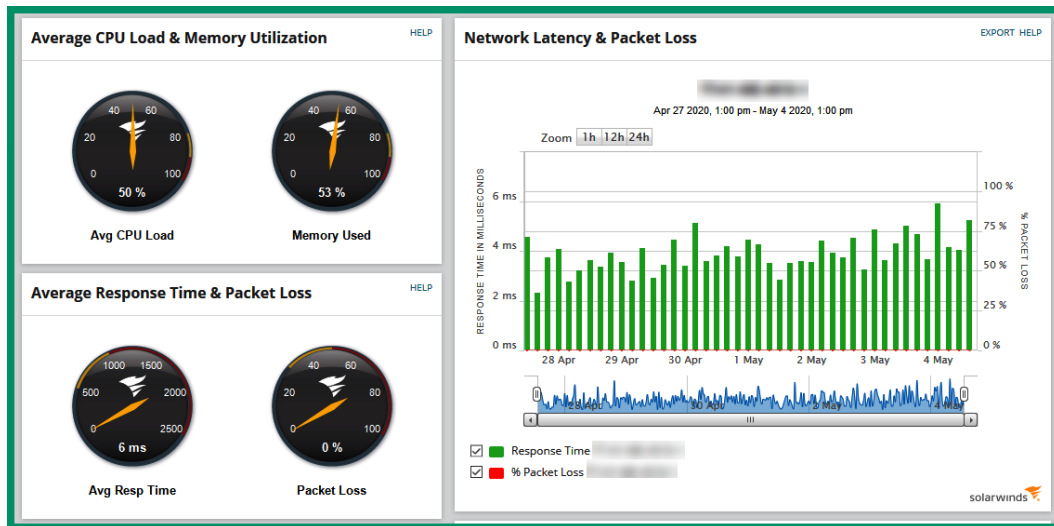 Average CPU Load & Memory Utilization
HELP
40 60
20 80
0 100
50 %
Avg CPU Load
40 60
20 80
0 100
53 %
Memory Used
Average Response Time & Packet Loss
HELP
1000 1500
500 2000
0 2500
6 ms
Avg Resp Time
40 60
20 80
0 100
0 %
Packet Loss
Network Latency & Packet Loss
EXPORT HELP
Apr 27 2020, 1:00 pm - May 4 2020, 1:00 pm
Zoom 1h 12h 24h
RESPONSE TIME IN MILLISECONDS
6 ms
4 ms
2 ms
0 ms
100 %
75 %
50 %
25 %
0 %
% PACKET LOSS
28 Apr 29 Apr 30 Apr 1 May 2 May 3 May 4 May
28 Apr 30 Apr 2 May 4 May
Response Time
% Packet Loss
solarwinds